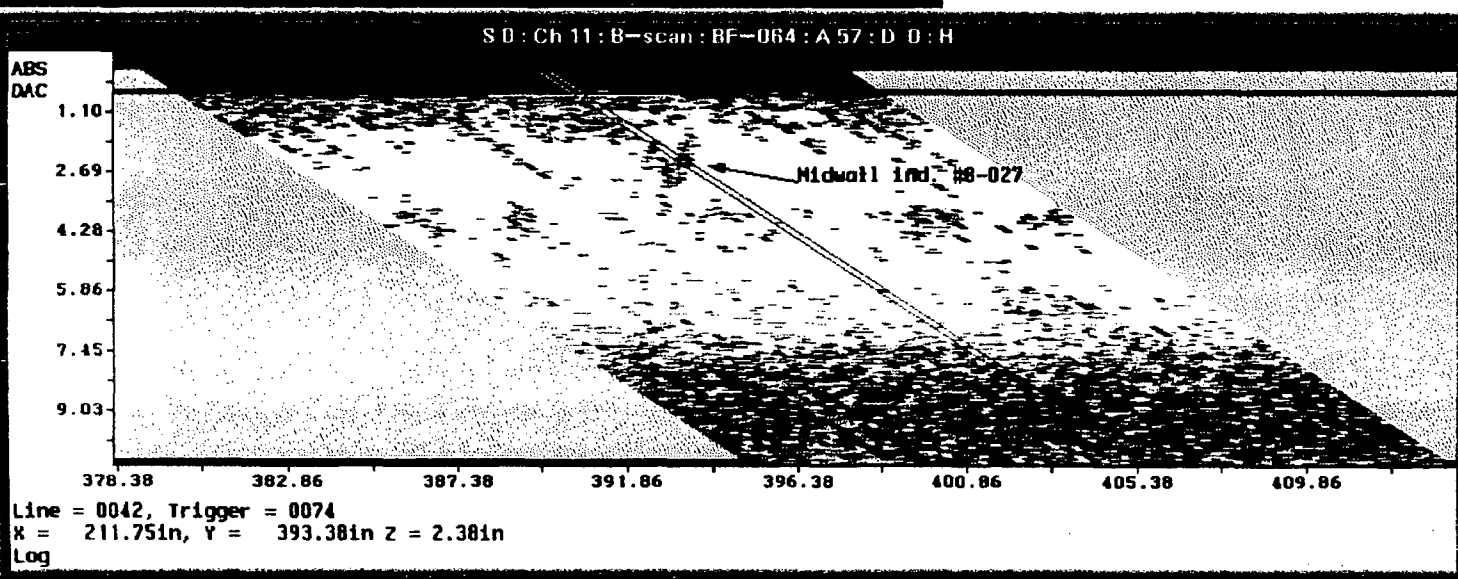 S 0 : Ch 11 : B-scan : BF-064 : A 57 : D 0 : H
ABS
DAC
1.10
2.69
Midwall ind. #8-027
4.28
5.86
7.45
9.03
378.38 382.86 387.38 391.86 396.38 400.86 405.38 409.86
Line = 0042, Trigger = 0074
X = 211.75in, Y = 393.38in Z = 2.38in
Log